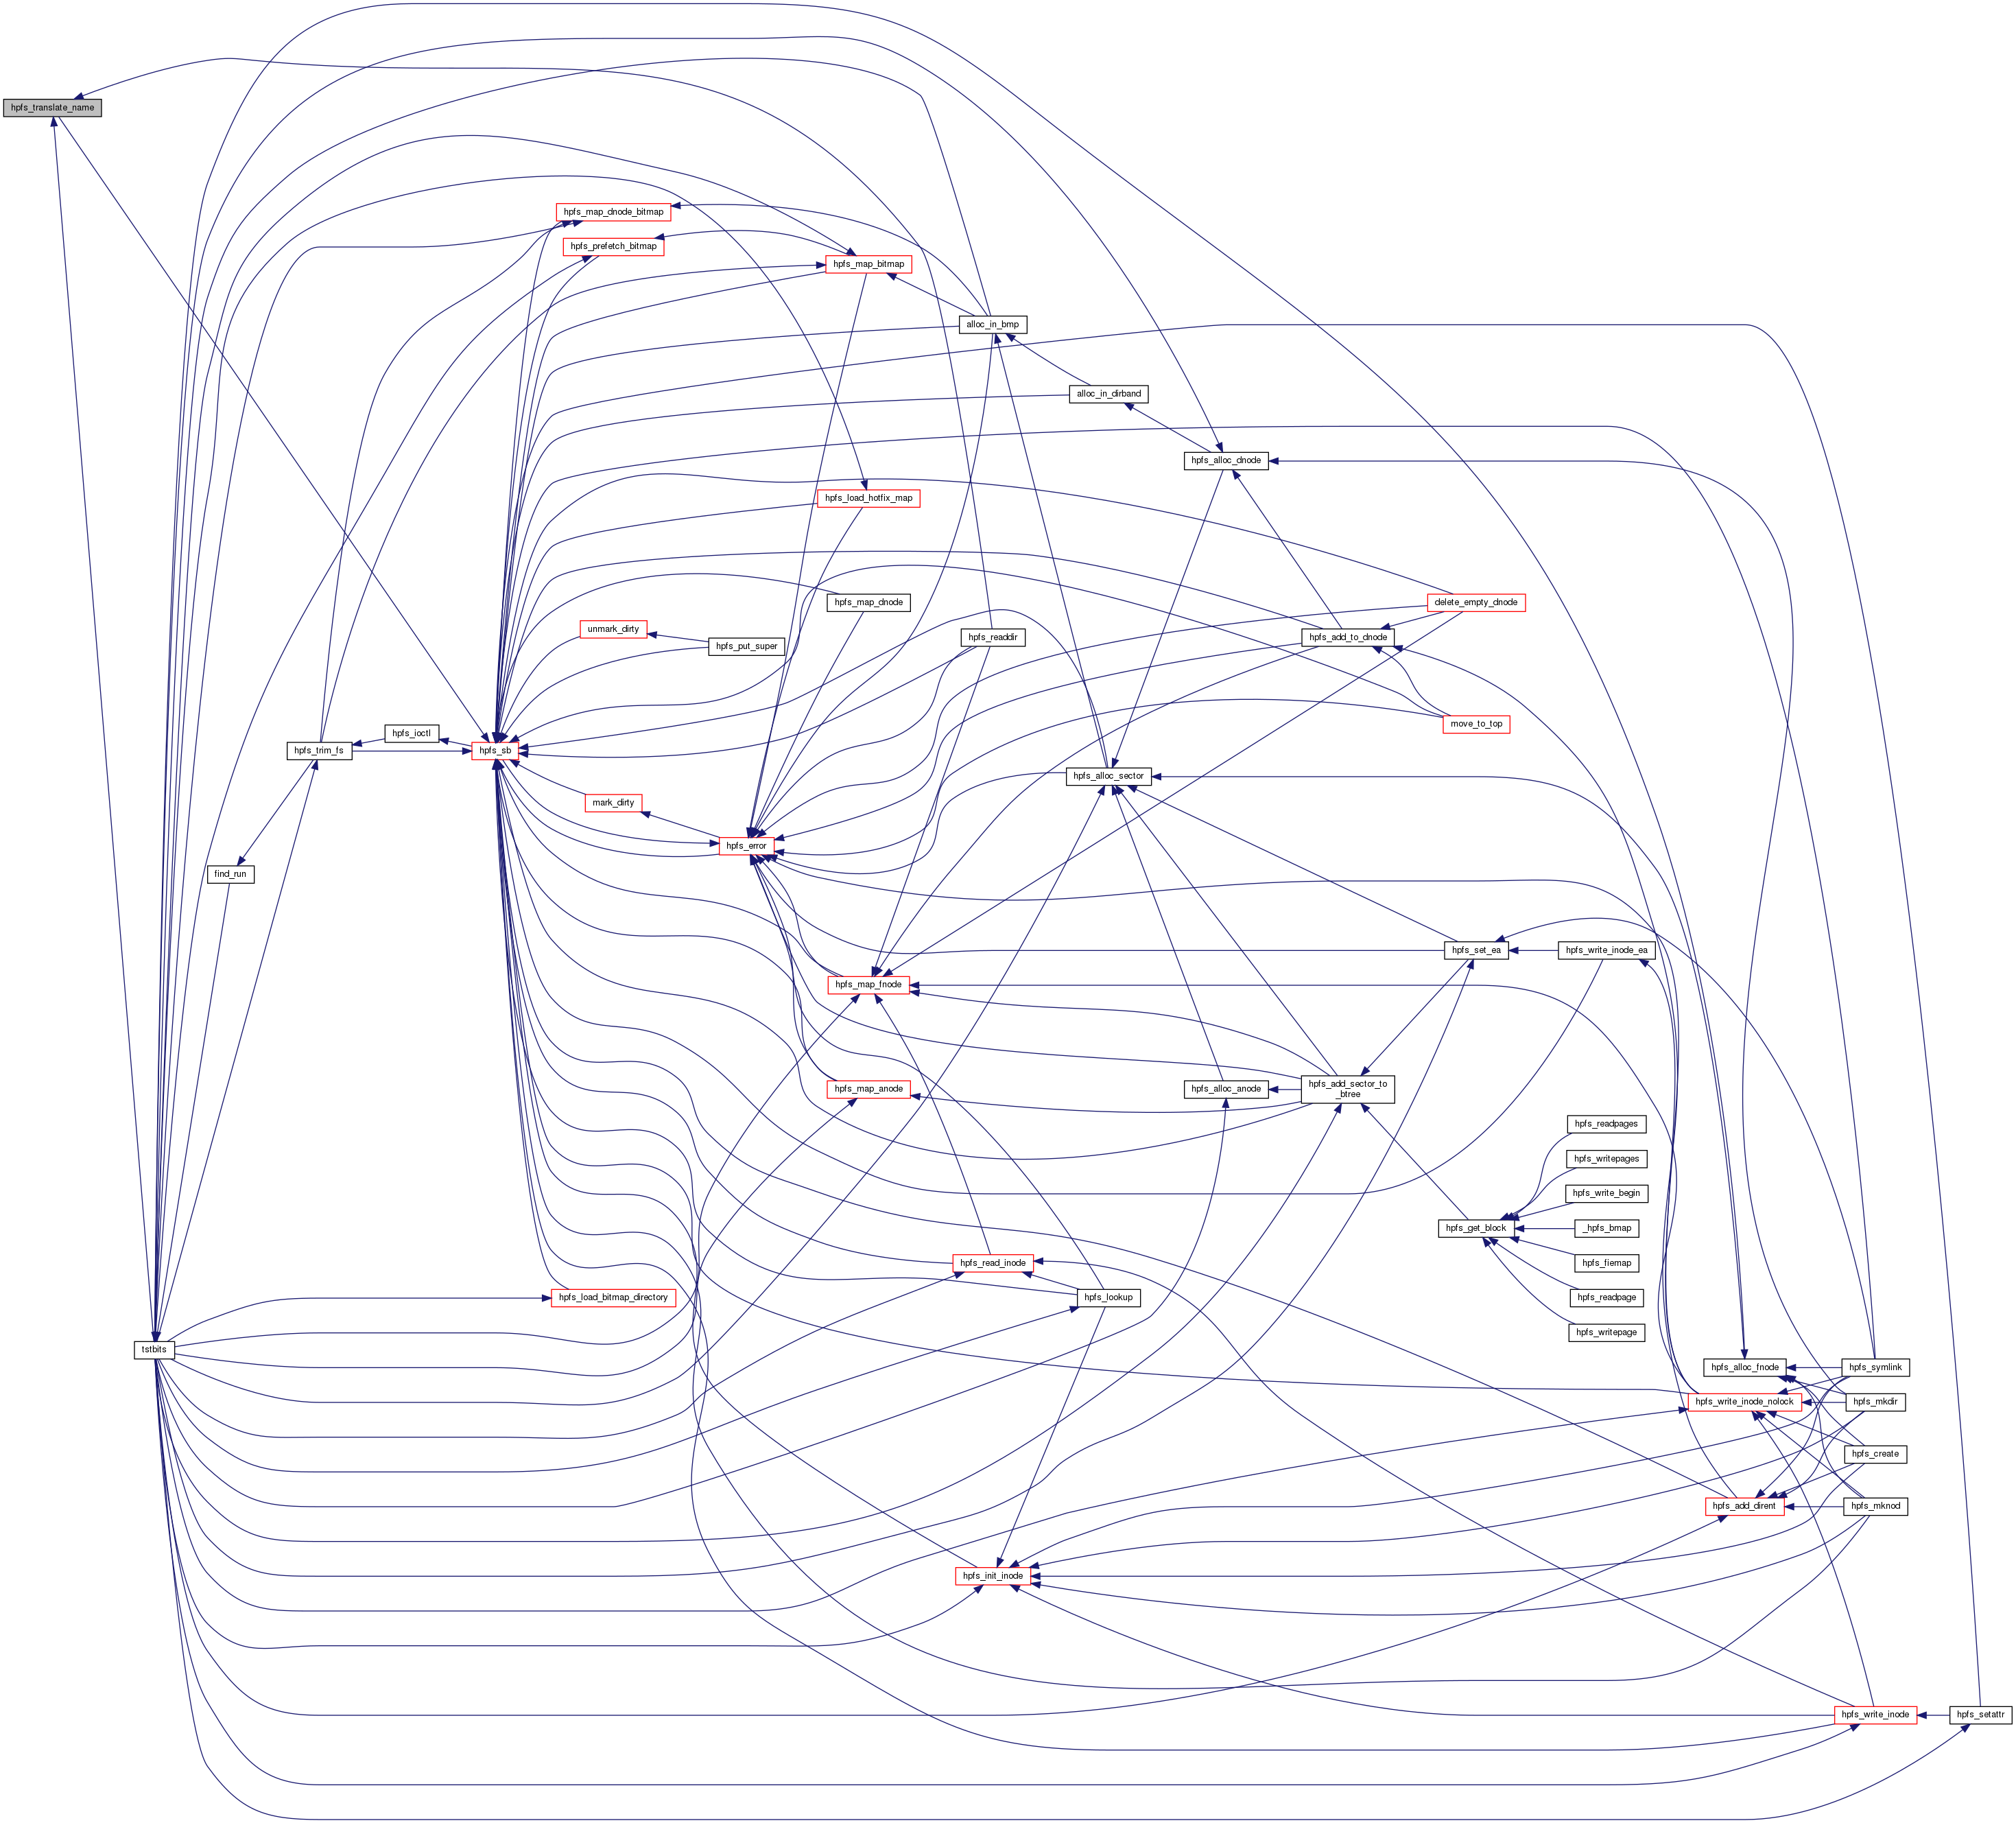 hpfs_translate_name
hpfs_map_dnode_bitmap
hpfs_prefetch_bitmap
hpfs_map_bitmap
alloc_in_bmp
alloc_in_dirband
hpfs_alloc_dnode
hpfs_load_hotfix_map
hpfs_map_dnode
delete_empty_dnode
unmark_dirty
hpfs_put_super
hpfs_readdir
hpfs_add_to_dnode
move_to_top
hpfs_ioctl
hpfs_trim_fs
hpfs_sb
hpfs_alloc_sector
mark_dirty
hpfs_error
find_run
hpfs_set_ea
hpfs_write_inode_ea
hpfs_map_fnode
hpfs_map_anode
hpfs_alloc_anode
hpfs_add_sector_to
_btree
hpfs_readpages
hpfs_writepages
hpfs_write_begin
hpfs_get_block
_hpfs_bmap
hpfs_fiemap
hpfs_read_inode
hpfs_load_bitmap_directory
hpfs_lookup
hpfs_readpage
hpfs_writepage
tstbits
hpfs_alloc_fnode
hpfs_symlink
hpfs_write_inode_nolock
hpfs_mkdir
hpfs_create
hpfs_add_dirent
hpfs_mknod
hpfs_init_inode
hpfs_write_inode
hpfs_setattr